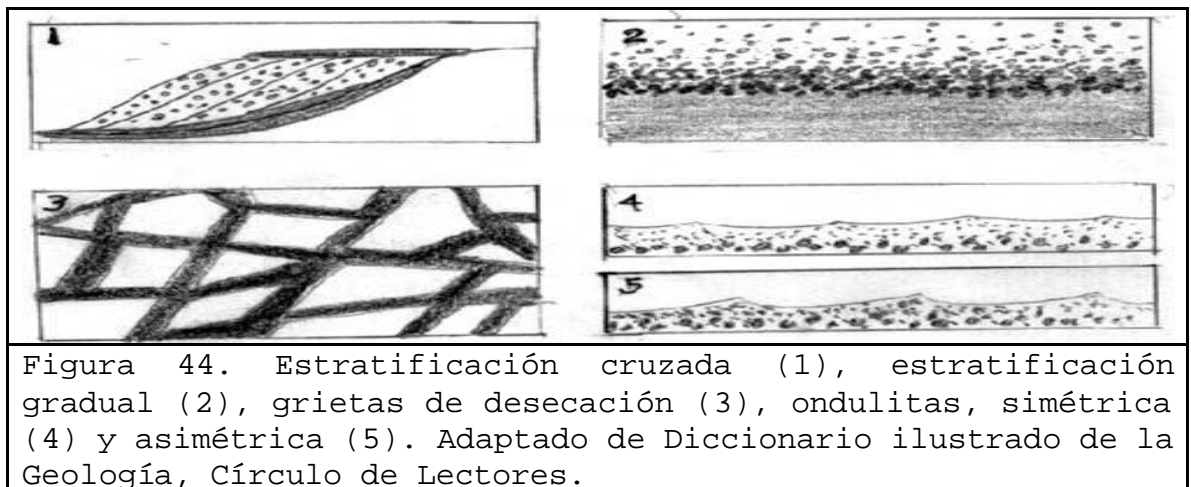 1
2
3
4
5
Figura 44. Estratificación cruzada (1), estratificación
gradual (2), grietas de desecación (3), ondulitas, simétrica
(4) y asimétrica (5). Adaptado de Diccionario ilustrado de la
Geología, Círculo de Lectores.